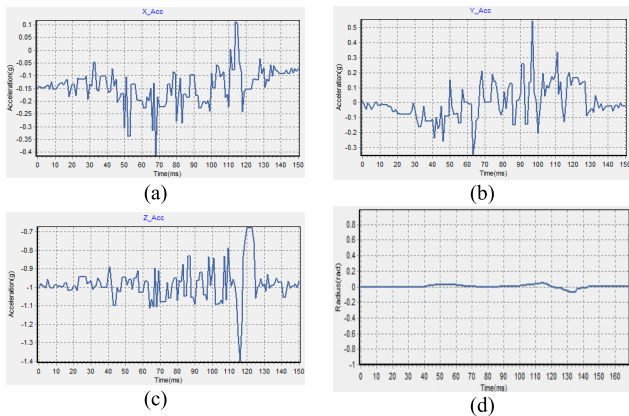 X_Acc
Acceleration(g)
0.1
0.05
0
-0.05
-0.1
-0.15
-0.2
-0.25
-0.3
-0.35
-0.4
0 10 20 30 40 50 60 70 80 90 100 110 120 130 140 150
Time(ms)
(a)
Y_Acc
Acceleration(g)
0.5
0.4
0.3
0.2
0.1
0
-0.1
-0.2
-0.3
0 10 20 30 40 50 60 70 80 90 100 110 120 130 140 150
Time(ms)
(b)
Z_Acc
Acceleration(g)
-0.7
-0.8
-0.9
-1
-1.1
-1.2
-1.3
-1.4
0 10 20 30 40 50 60 70 80 90 100 110 120 130 140 150
Time(ms)
(c)
Radius(rad)
0.8
0.6
0.4
0.2
0
-0.2
-0.4
-0.6
-0.8
-1
0 10 20 30 40 50 60 70 80 90 100 110 120 130 140 150 160
Time(ms)
(d)